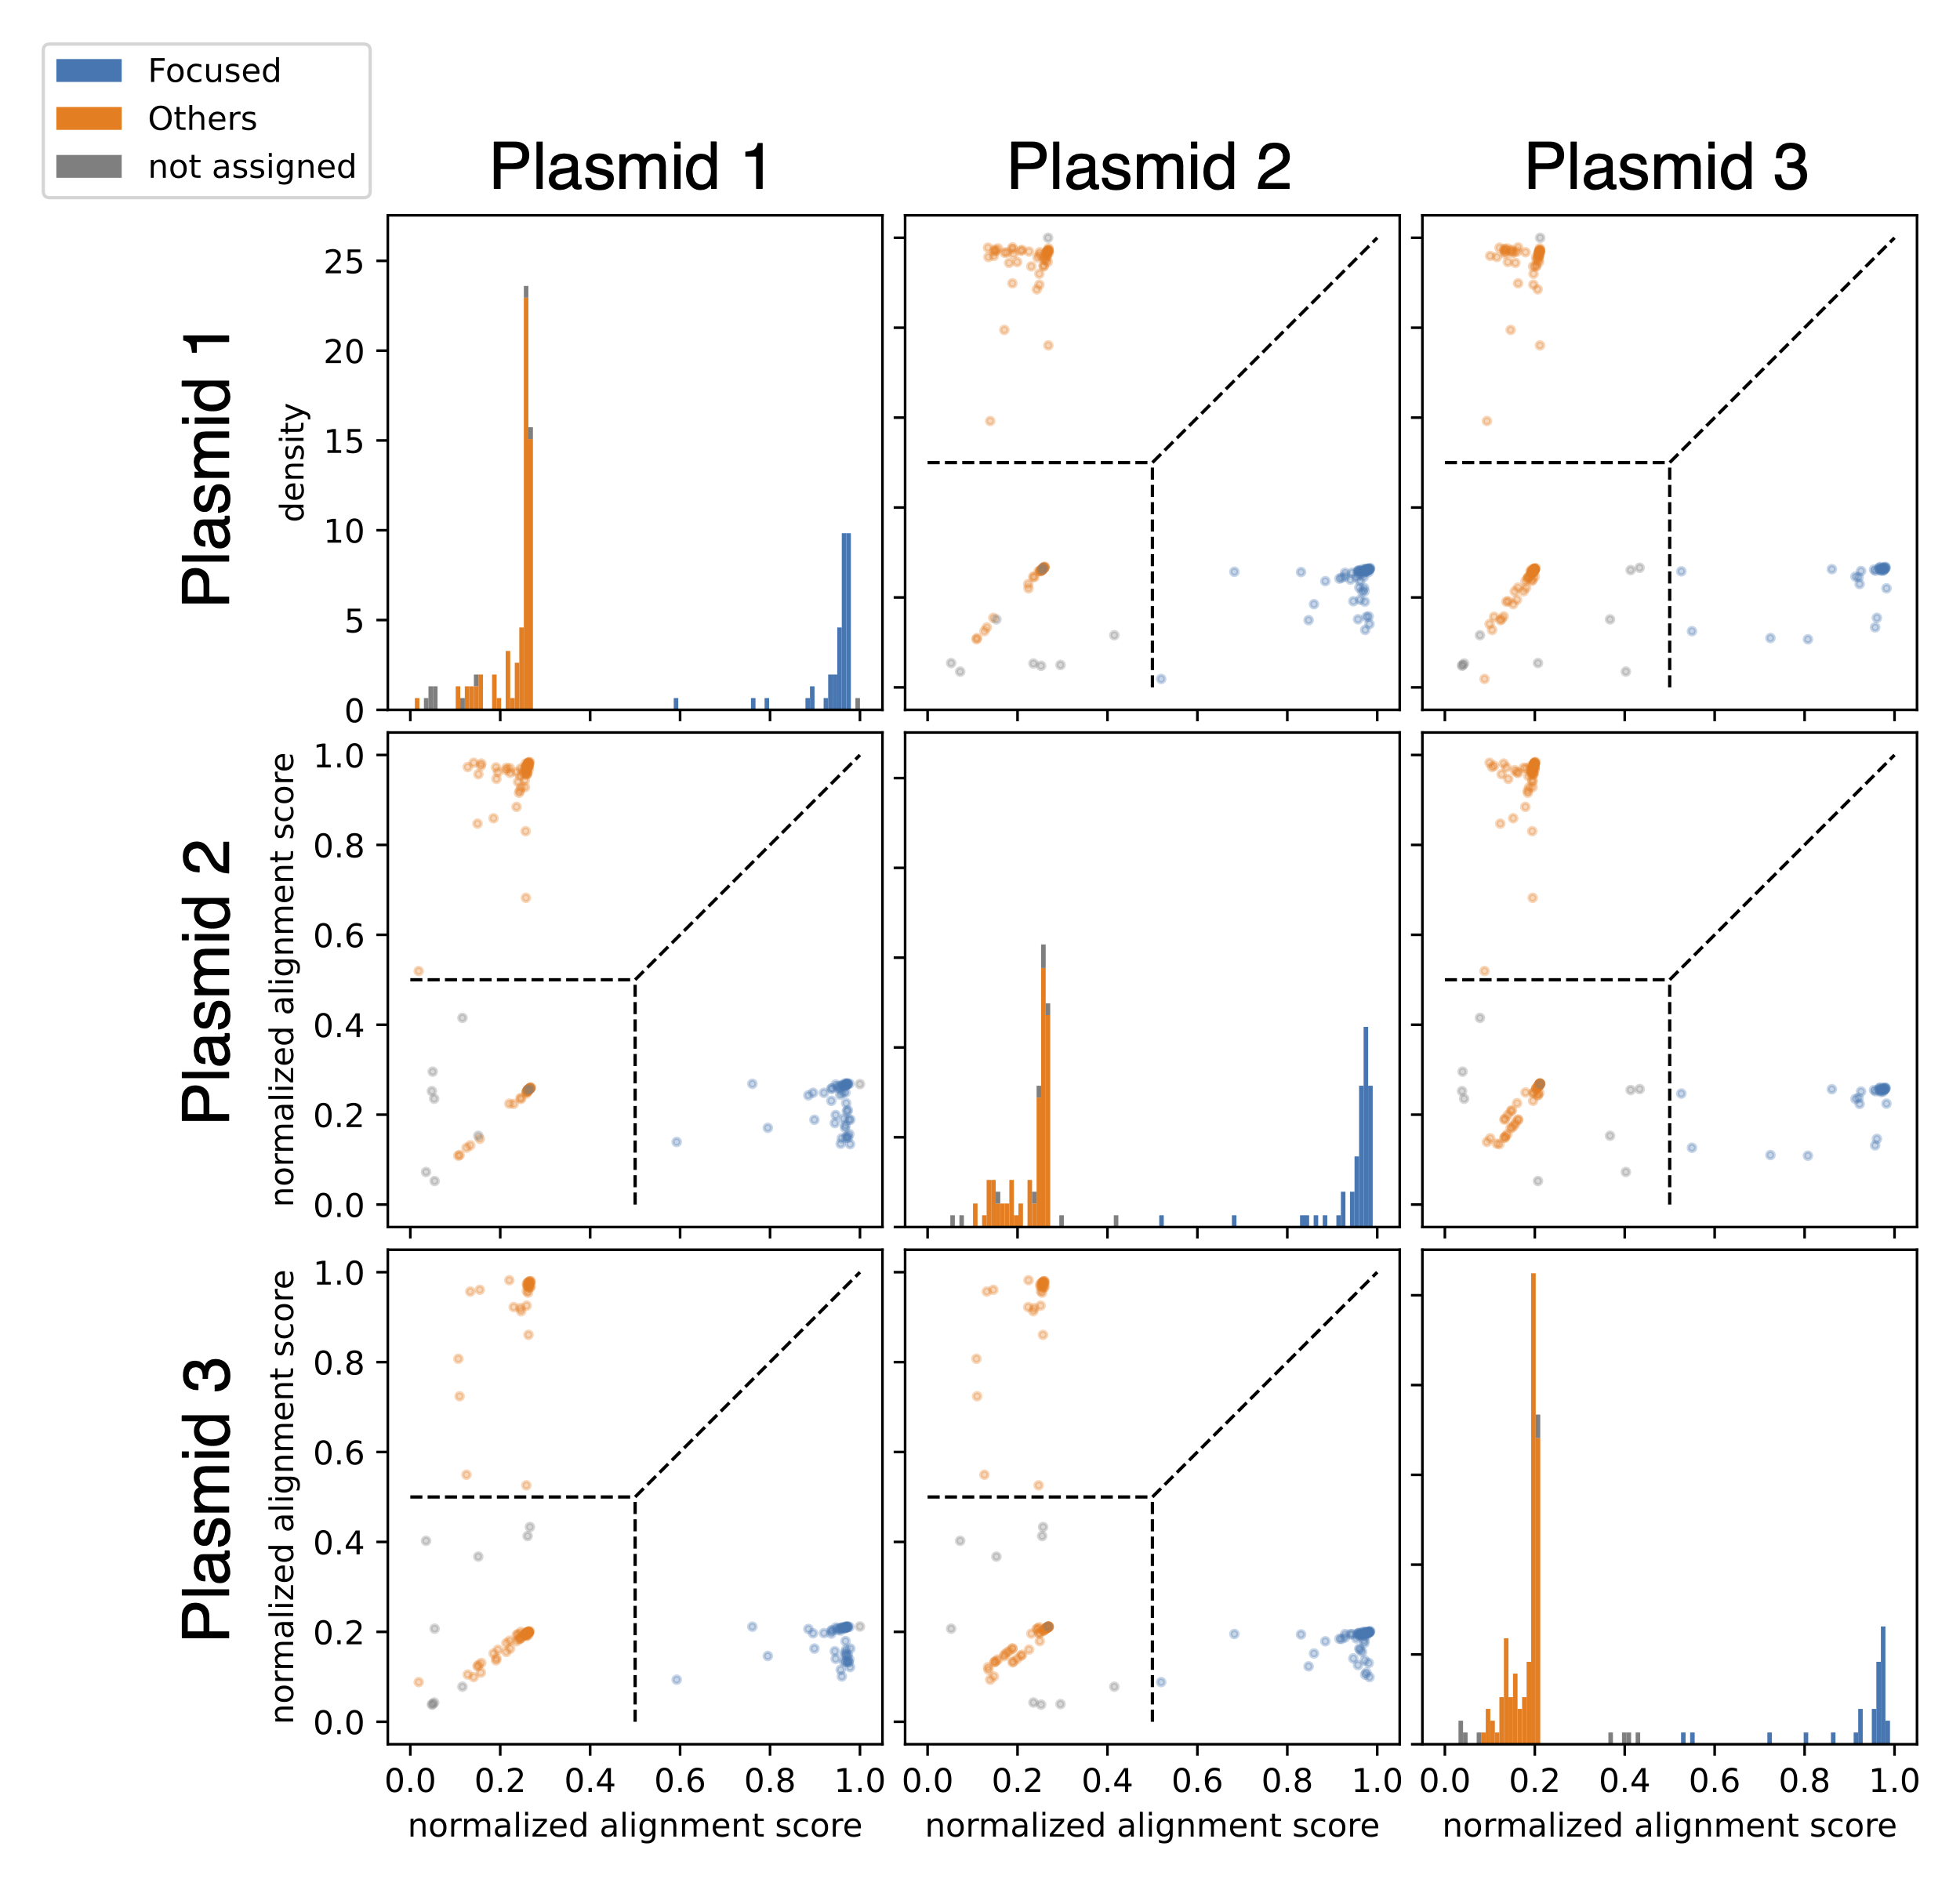 Focused
Others
not assigned
Plasmid 1 Plasmid 2 Plasmid 3
Plasmid 1
density
25
20
15
10
5
0
Plasmid 2
normalized alignment score
1.0
0.8
0.6
0.4
0.2
0.0
Plasmid 3
normalized alignment score
1.0
0.8
0.6
0.4
0.2
0.0
0.0 0.2 0.4 0.6 0.8 1.0 0.0 0.2 0.4 0.6 0.8 1.0 0.0 0.2 0.4 0.6 0.8 1.0
normalized alignment score normalized alignment score normalized alignment score